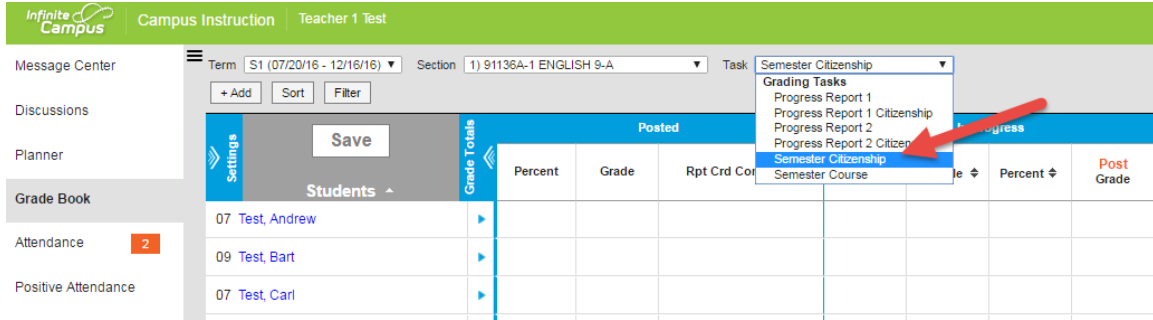 Infinite Campus
Campus Instruction Teacher 1 Test
Message Center
Discussions
Planner
Grade Book
Attendance 2
Positive Attendance
Term S1 (07/20/16 - 12/16/16) Section 1) 91136A-1 ENGLISH 9-A Task Semester Citizenship
+ Add Sort Filter
Grading Tasks
Progress Report 1
Progress Report 1 Citizenship
Progress Report 2
Progress Report 2 Citizen
Semester Citizenship
Semester Course
Settings
Save
Students
Grade Totals
Posted
Percent Grade Rpt Crd Co Percent Post Grade
07 Test, Andrew
09 Test, Bart
07 Test, Carl